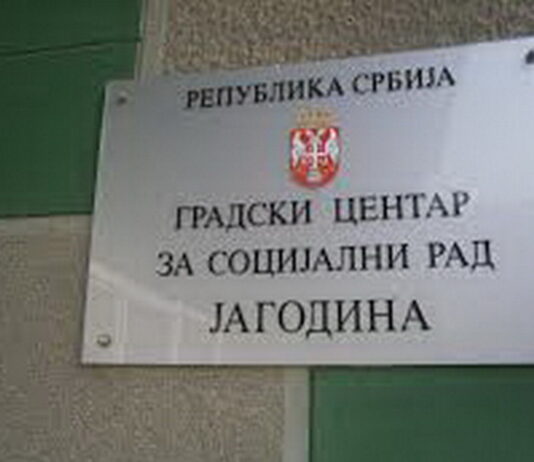 РЕПУБЛИКА СРБИЈА
ГРАДСКИ ЦЕНТАР
ЗА СОЦИЈАЛНИ РАД
ЈАГОДИНА